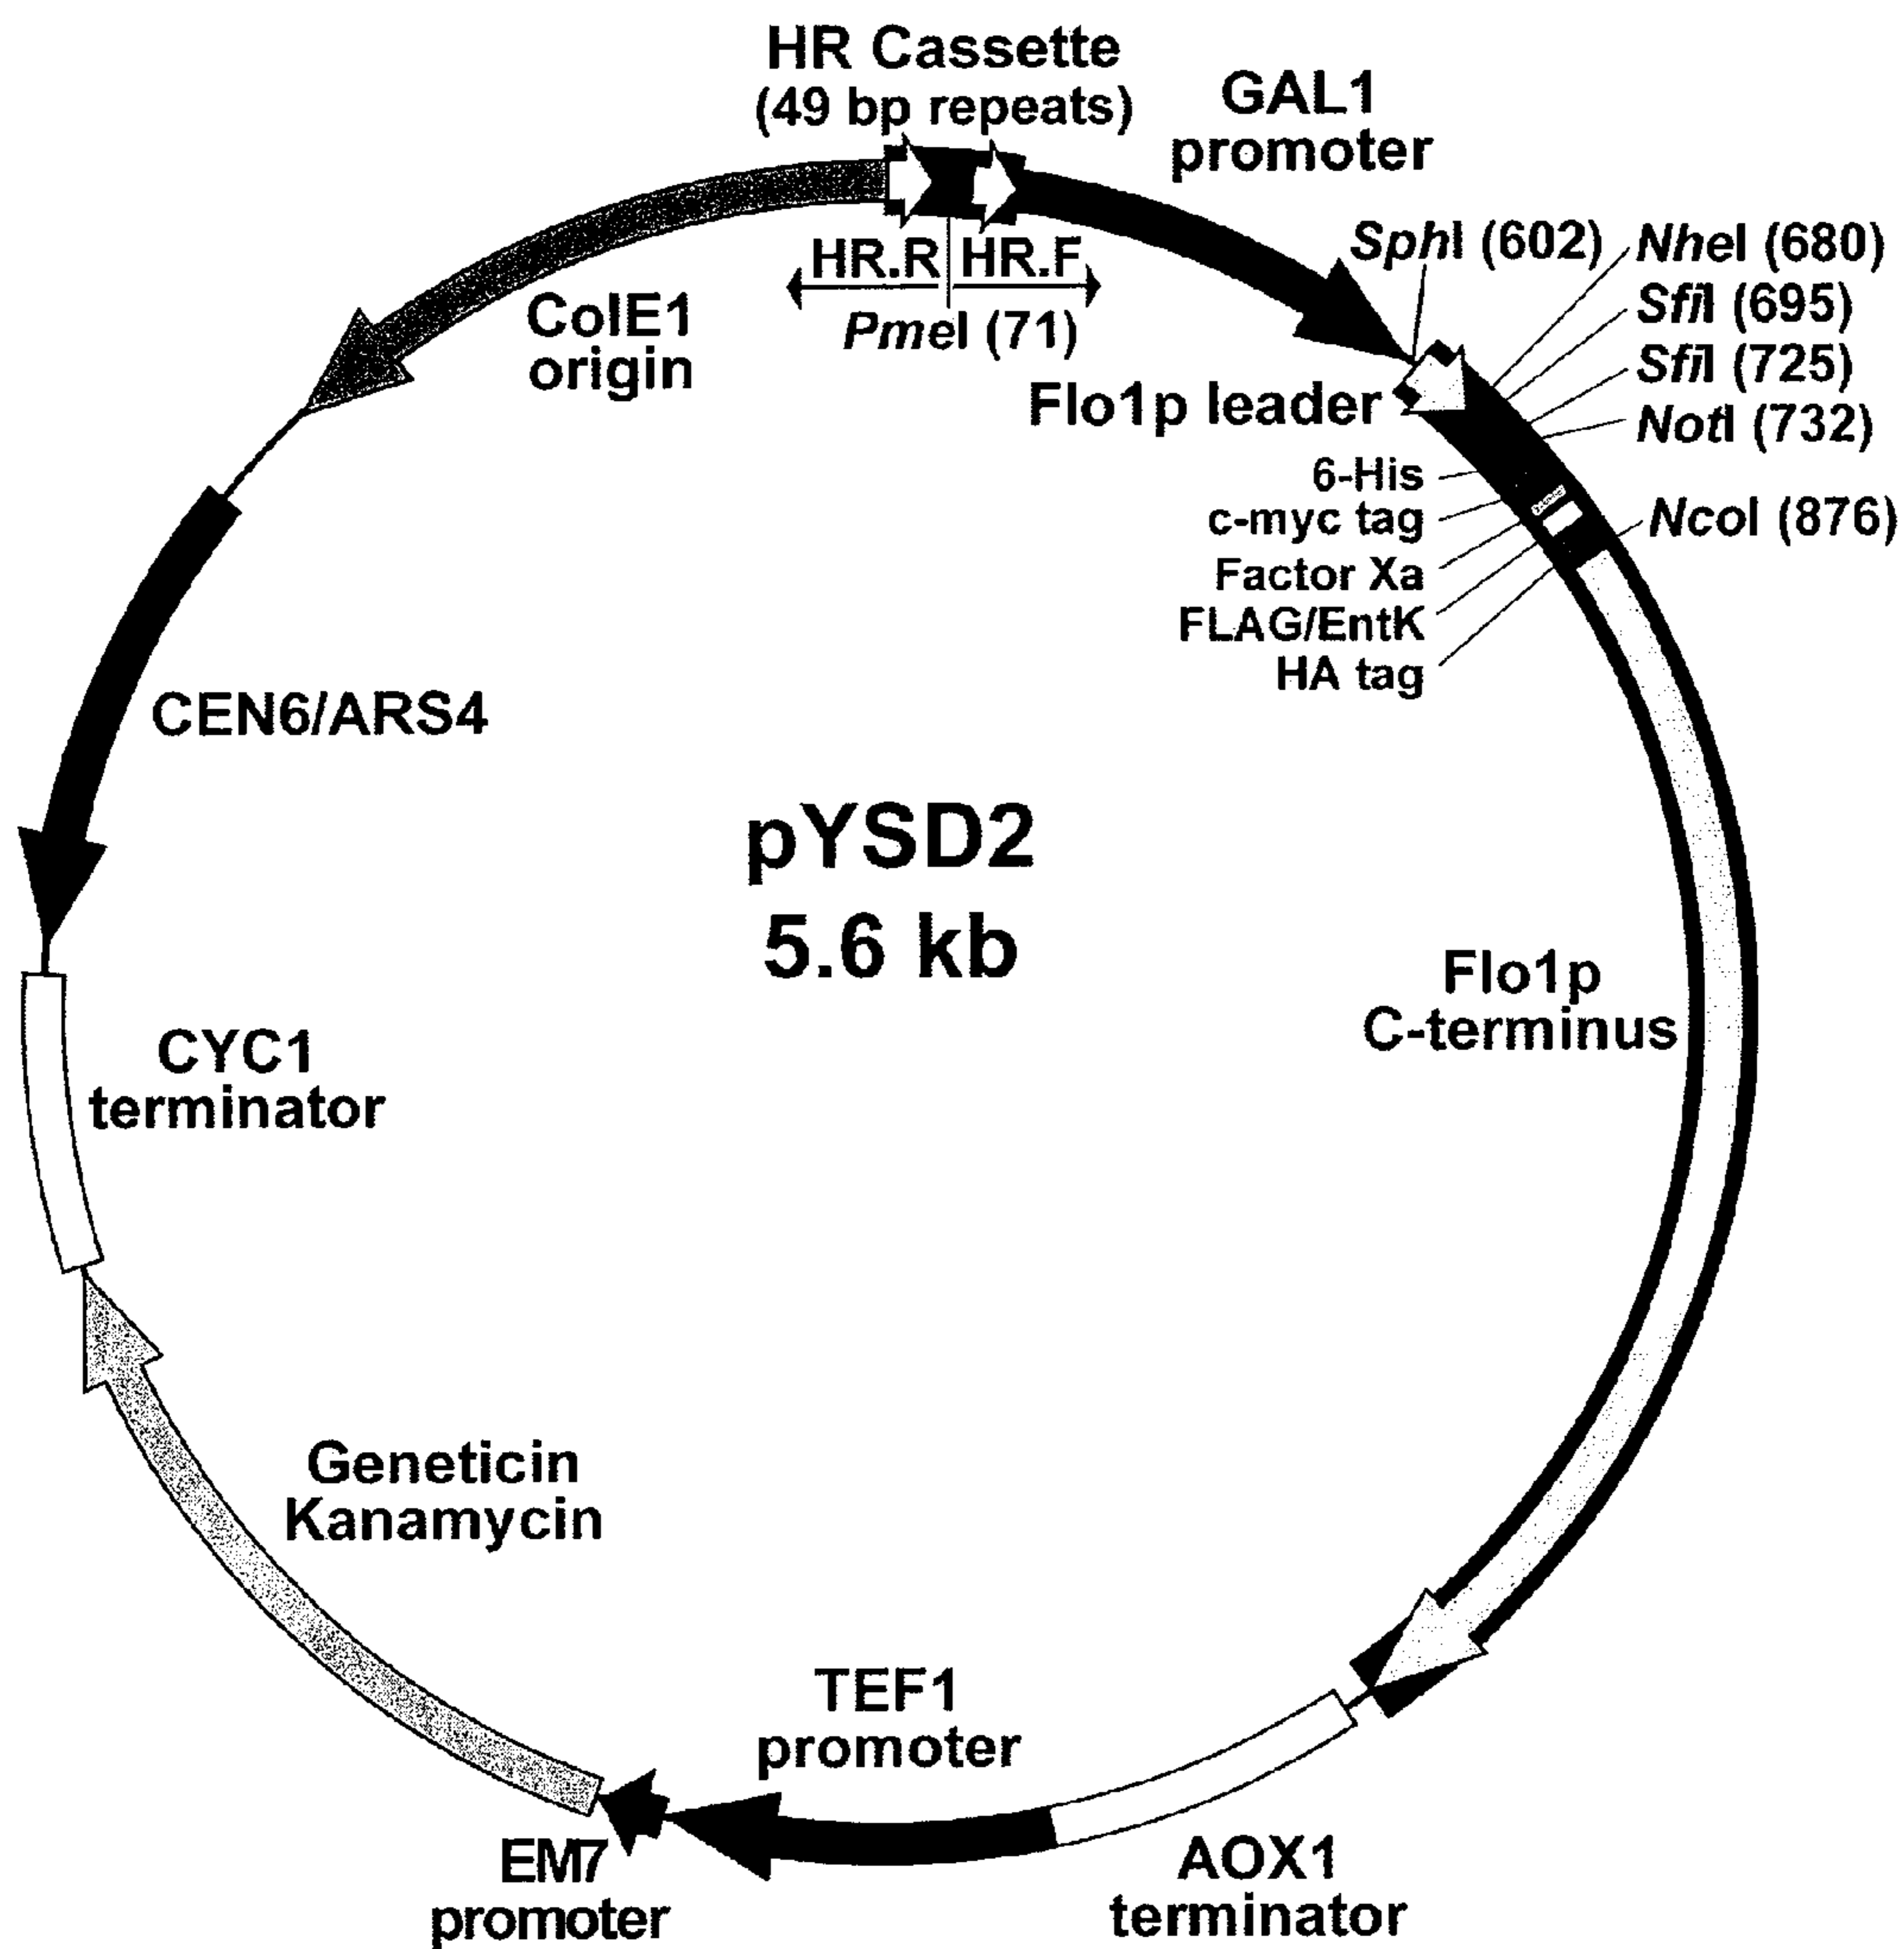 HR Cassette
(49 bp repeats)
GAL1
promoter
HR.R HR.F
PmeI (71)
SphI (602)
NheI (680)
SfiI (695)
SfiI (725)
NotI (732)
NcoI (876)
ColE1
origin
Flo1p leader
6-His
c-myc tag
Factor Xa
FLAG/EntK
HA tag
CEN6/ARS4
pYSD2
5.6 kb
Flo1p
C-terminus
CYC1
terminator
Geneticin
Kanamycin
TEF1
promoter
EM7
promoter
AOX1
terminator